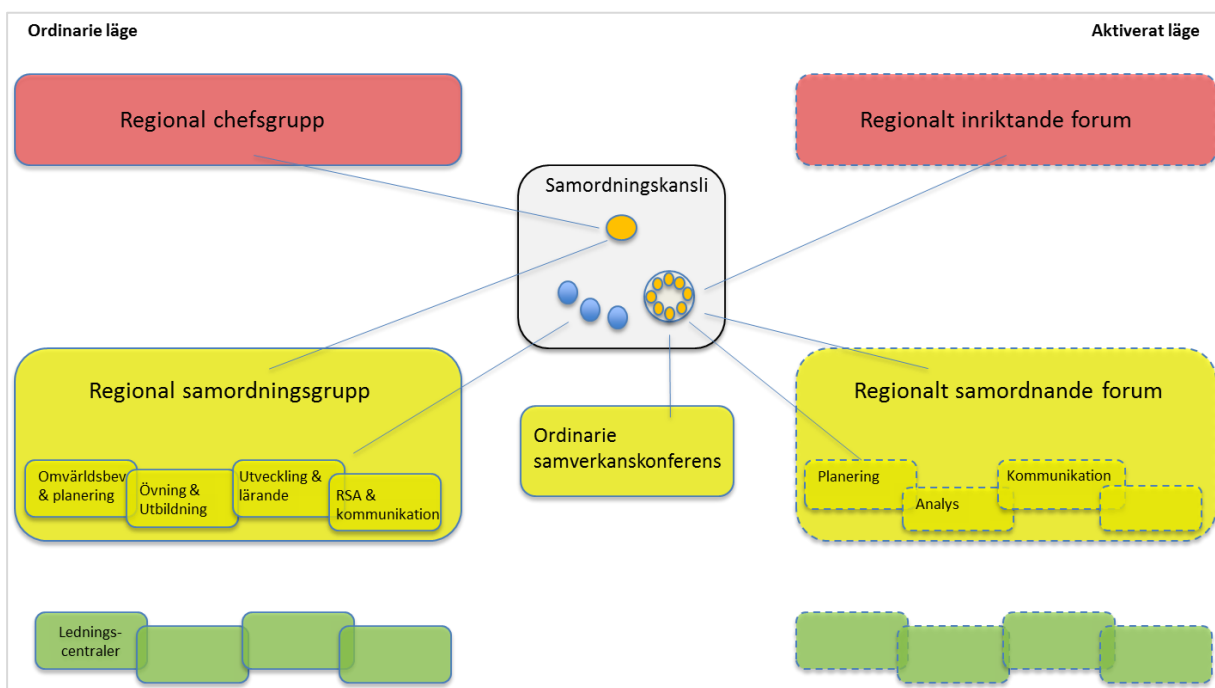 Ordinarie läge
Aktiverat läge
Regional chefsgrupp
Regionalt inriktande forum
Samordningskansli
Regional samordningsgrupp
Regionalt samordnande forum
Ordinarie
samverkanskonferens
Omvärldsbev
& planering
Övning &
Utbildning
Utveckling &
lärande
RSA &
kommunikation
Planering
Analys
Kommunikation
Lednings-
centraler